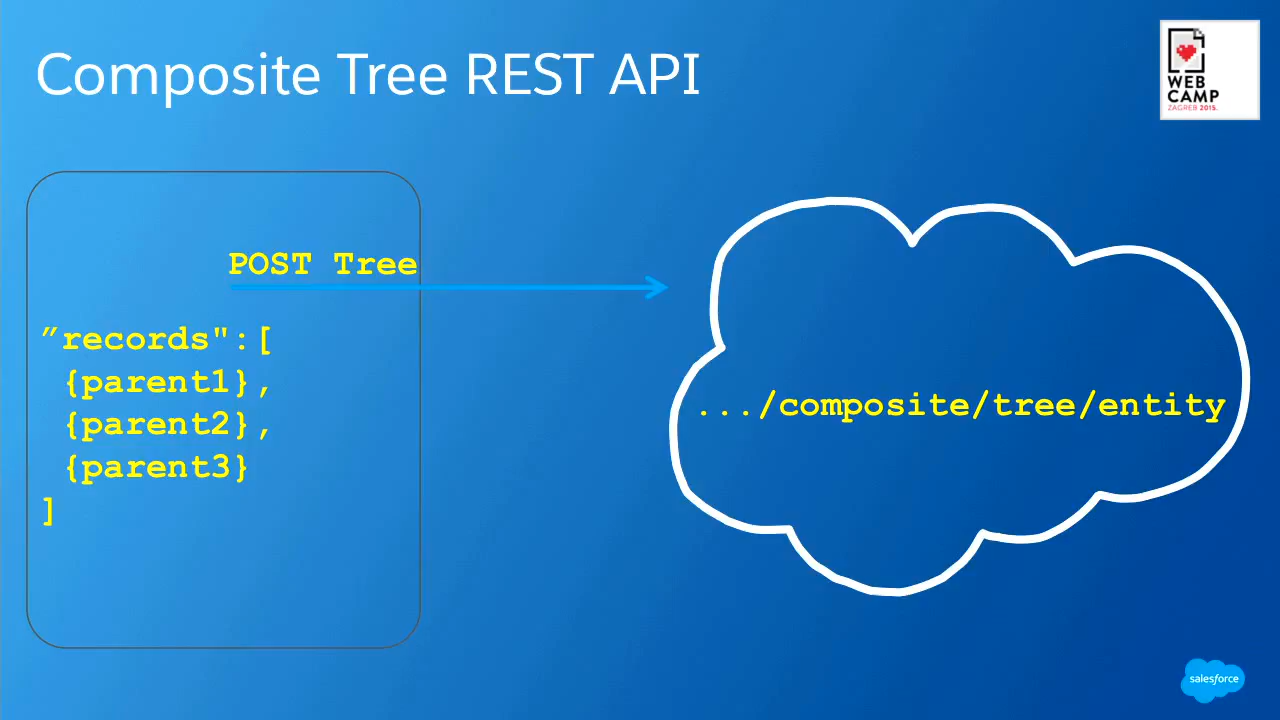 Composite Tree REST API
WEB
CAMP
ZAGREB 2015.
POST Tree
”records":[
{parent1},
{parent2},
{parent3}
]
.../composite/tree/entity
salesforce